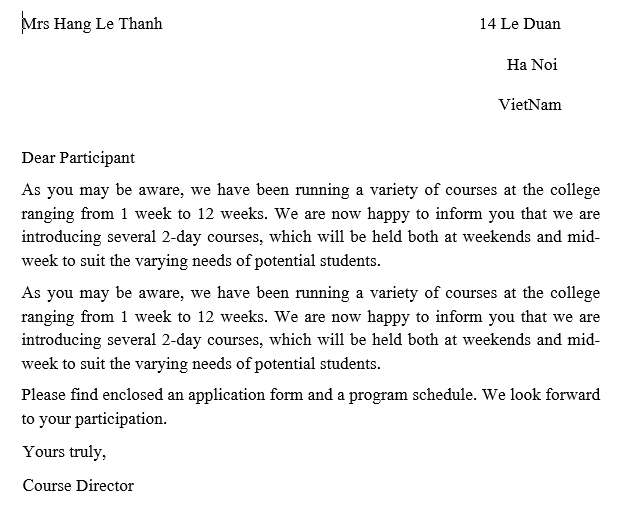 Mrs Hang Le Thanh 14 Le Duan
Ha Noi
VietNam
Dear Participant
As you may be aware, we have been running a variety of courses at the college
ranging from 1 week to 12 weeks. We are now happy to inform you that we are
introducing several 2-day courses, which will be held both at weekends and mid-
week to suit the varying needs of potential students.
As you may be aware, we have been running a variety of courses at the college
ranging from 1 week to 12 weeks. We are now happy to inform you that we are
introducing several 2-day courses, which will be held both at weekends and mid-
week to suit the varying needs of potential students.
Please find enclosed an application form and a program schedule. We look forward
to your participation.
Yours truly,
Course Director